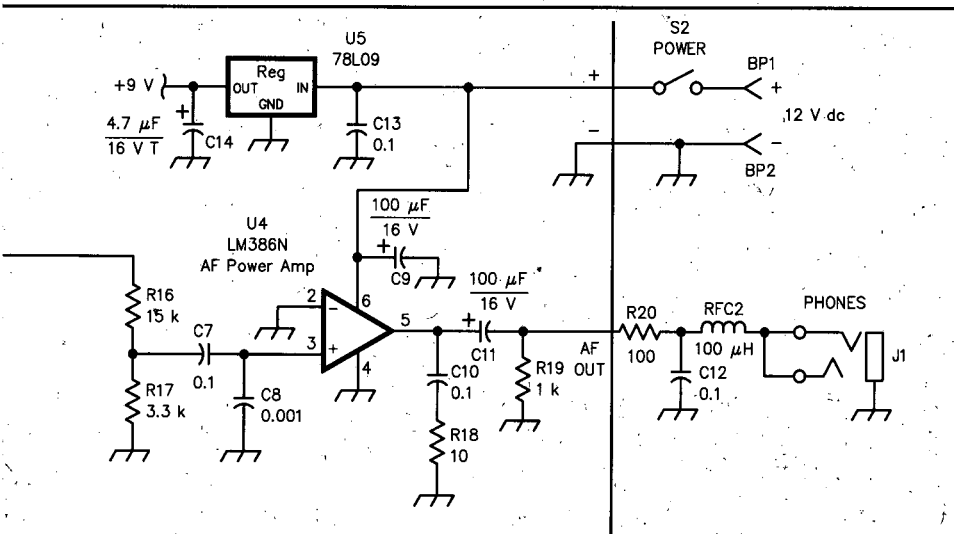 U5
78L09
Reg
OUT
IN
GND
+9 V
+
4.7 µF
16 V T
C14
C13
0.1
S2
POWER
+
-
BP1
+
12 V dc
-
BP2
U4
LM386N
AF Power Amp
100 µF
16 V
+
C9
2
-
6
3
+
5
4
R16
15 k
R17
3.3 k
C7
0.1
C8
0.001
100 µF
16 V
+
C11
C10
0.1
R18
10
R19
1 k
AF
OUT
R20
100
RFC2
100 µH
C12
0.1
PHONES
J1